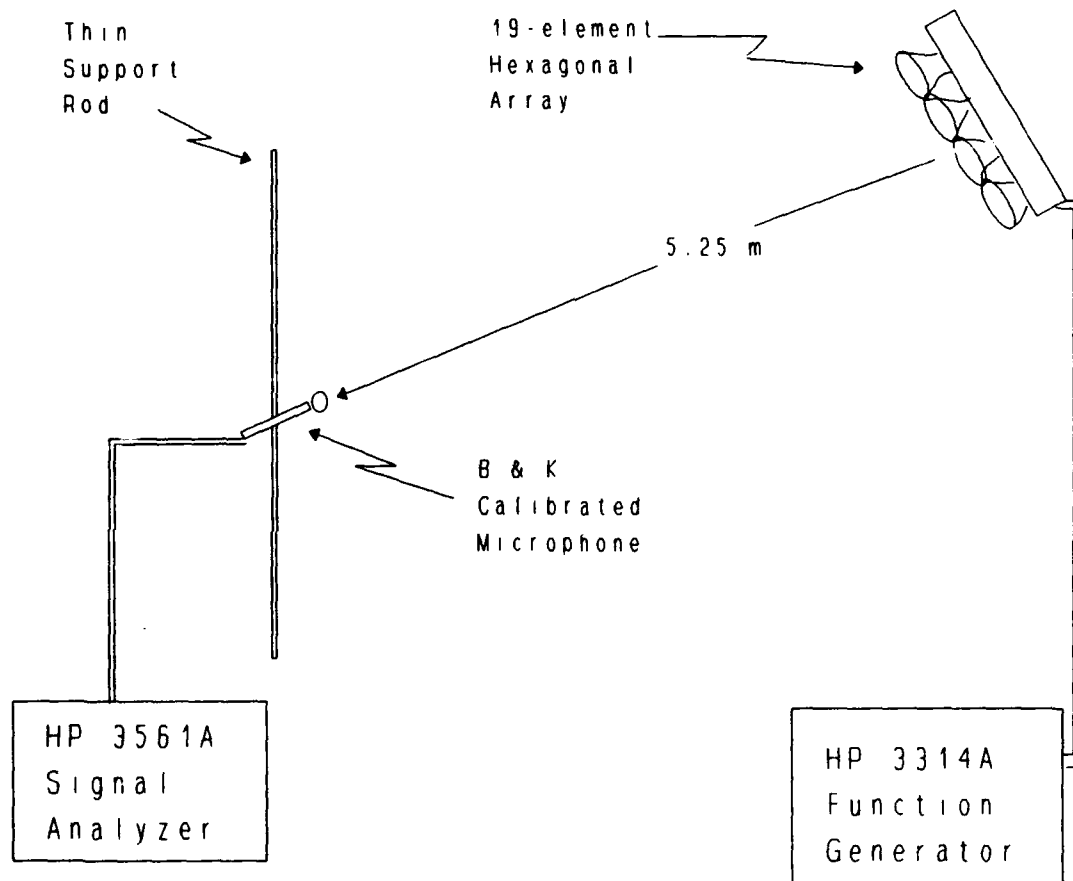 Thin
Support
Rod
19-element
Hexagonal
Array
5.25 m
B & K
Calibrated
Microphone
HP 3561A
Signal
Analyzer
HP 3314A
Function
Generator